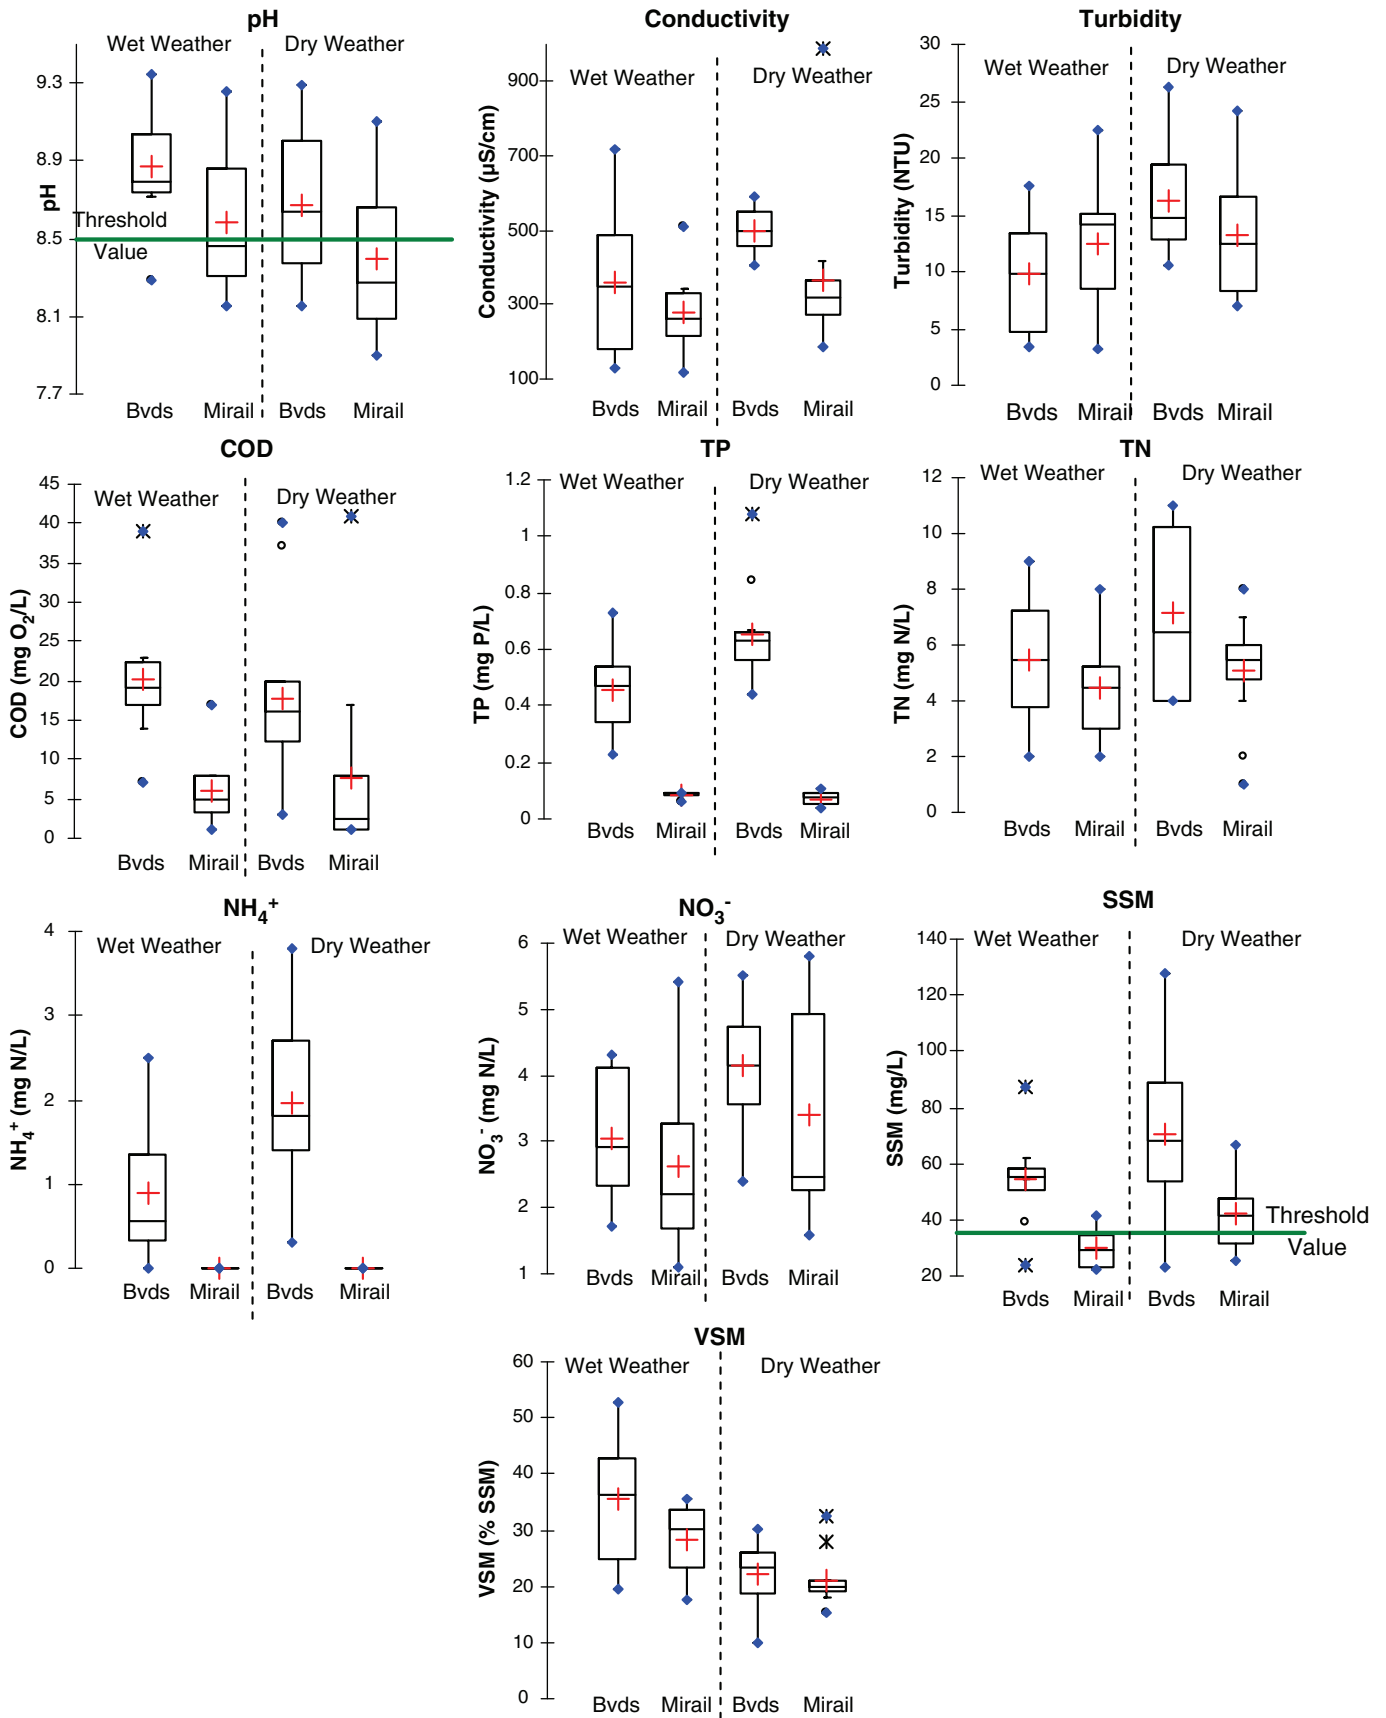 pH
Wet Weather
Dry Weather
9.3
8.9
8.5
8.1
7.7
pH
Threshold
Value
Bvds
Mirail
Bvds
Mirail
Conductivity
Wet Weather
Dry Weather
900
700
500
300
100
Conductivity (µS/cm)
Bvds
Mirail
Bvds
Mirail
Turbidity
Wet Weather
Dry Weather
30
25
20
15
10
5
0
Turbidity (NTU)
Bvds
Mirail
Bvds
Mirail
COD
Wet Weather
Dry Weather
45
40
35
30
25
20
15
10
5
0
COD (mg O2/L)
Bvds
Mirail
Bvds
Mirail
TP
Wet Weather
Dry Weather
1.2
1
0.8
0.6
0.4
0.2
0
TP (mg P/L)
Bvds
Mirail
Bvds
Mirail
TN
Wet Weather
Dry Weather
12
10
8
6
4
2
0
TN (mg N/L)
Bvds
Mirail
Bvds
Mirail
NH4+
Wet Weather
Dry Weather
4
3
2
1
0
NH4+ (mg N/L)
Bvds
Mirail
Bvds
Mirail
NO3-
Wet Weather
Dry Weather
6
5
4
3
2
1
NO3- (mg N/L)
Bvds
Mirail
Bvds
Mirail
SSM
Wet Weather
Dry Weather
140
120
100
80
60
40
20
SSM (mg/L)
Threshold
Value
Bvds
Mirail
Bvds
Mirail
VSM
Wet Weather
Dry Weather
60
50
40
30
20
10
0
VSM (% SSM)
Bvds
Mirail
Bvds
Mirail